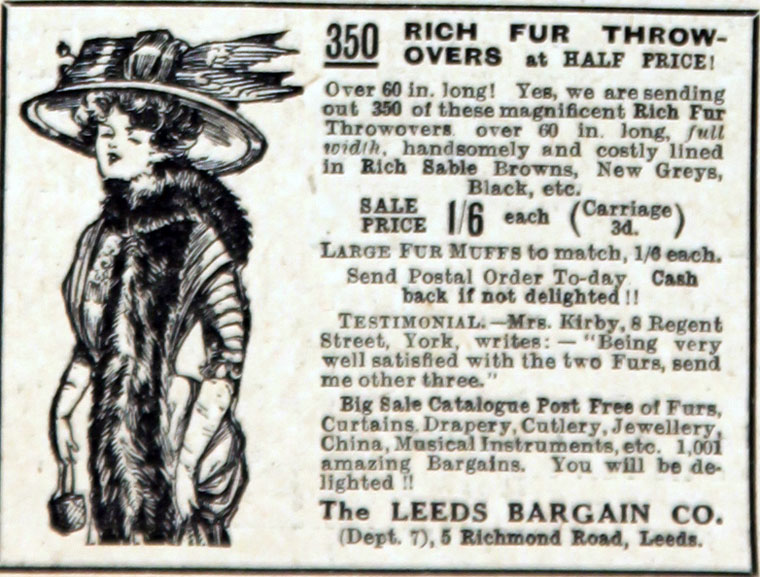 350 RICH FUR THROW-
OVERS at HALF PRICE!
Over 60 in. long! Yes, we are sending
out 350 of these magnificent Rich Fur
Throwovers over 60 in. long, full
width, handsomely and costly lined
in Rich Sable Browns, New Greys,
Black, etc.
SALE PRICE 1/6 each (Carriage 3d.)
LARGE FUR MUFFS to match, 1/6 each.
Send Postal Order To-day Cash
back if not delighted!!
TESTIMONIAL.—Mrs. Kirby, 8 Regent
Street, York, writes:— "Being very
well satisfied with the two Furs, send
me other three."
Big Sale Catalogue Post Free of Furs,
Curtains, Drapery, Cutlery, Jewellery,
China, Musical Instruments, etc. 1,001
amazing Bargains. You will be de-
lighted!!
The LEEDS BARGAIN CO.
(Dept. 7), 5 Richmond Road, Leeds.